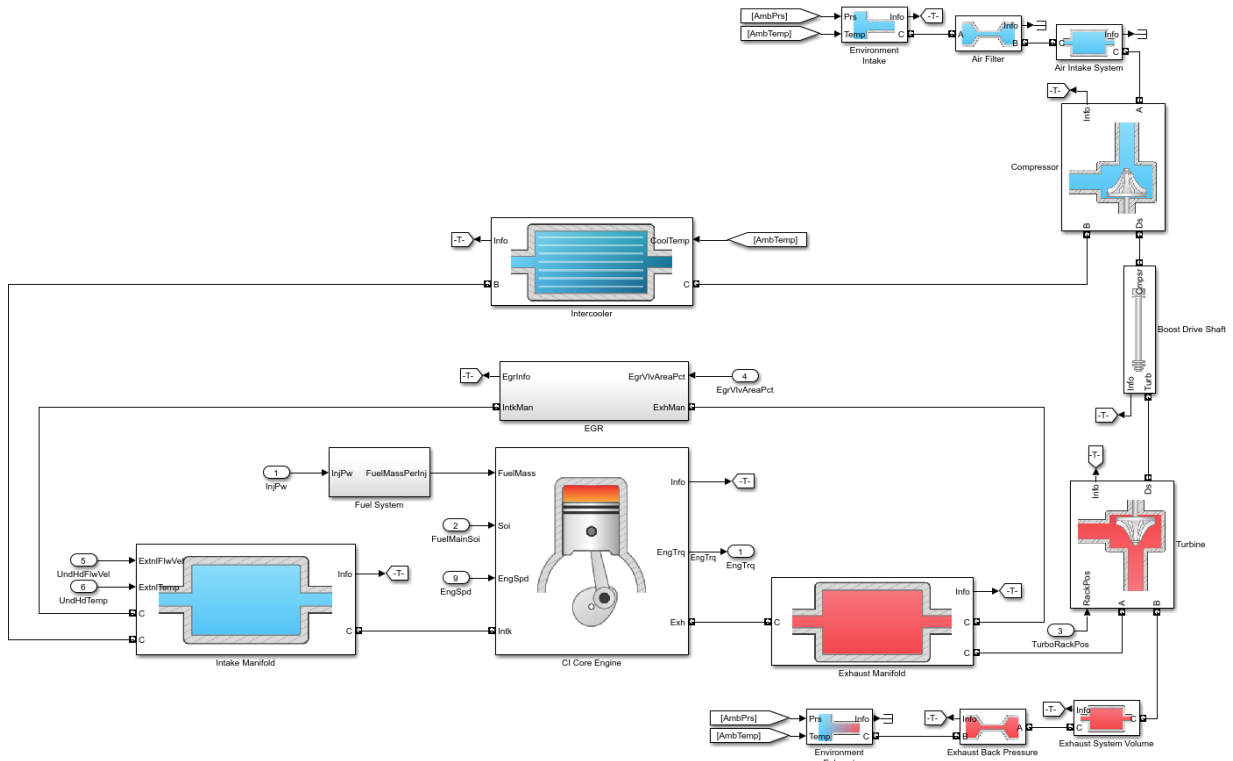 [AmbPrs]
[AmbTemp]
Prs
Info
Temp
C
-T-
Environment
Intake
A
Info
B
Air Filter
C
Info
C
Air Intake System
-T-
Info
A
Compressor
B
Ds
-T-
Info
CoolTemp
[AmbTemp]
B
C
Intercooler
Cmpsr
Boost Drive Shaft
Info
Turb
-T-
-T-
EgrInfo
EgrVlvAreaPct
4
EgrVlvAreaPct
IntkMan
ExhMan
EGR
1
InjPw
InjPw
FuelMassPerInj
Fuel System
FuelMass
Info
-T-
2
FuelMainSoi
Soi
EngTrq
EngTrq
1
EngTrq
9
EngSpd
EngSpd
Intk
Exh
CI Core Engine
5
UndHdFlwVel
ExtnlFlwVel
6
UndHdTemp
ExtnlTemp
Info
-T-
C
C
C
Intake Manifold
-T-
Info
Ds
Turbine
RackPos
A
B
3
TurboRackPos
Info
-T-
C
C
C
Exhaust Manifold
[AmbPrs]
[AmbTemp]
Prs
Info
Temp
C
Environment
-T-
Info
B
A
Exhaust Back Pressure
-T-
Info
C
C
Exhaust System Volume